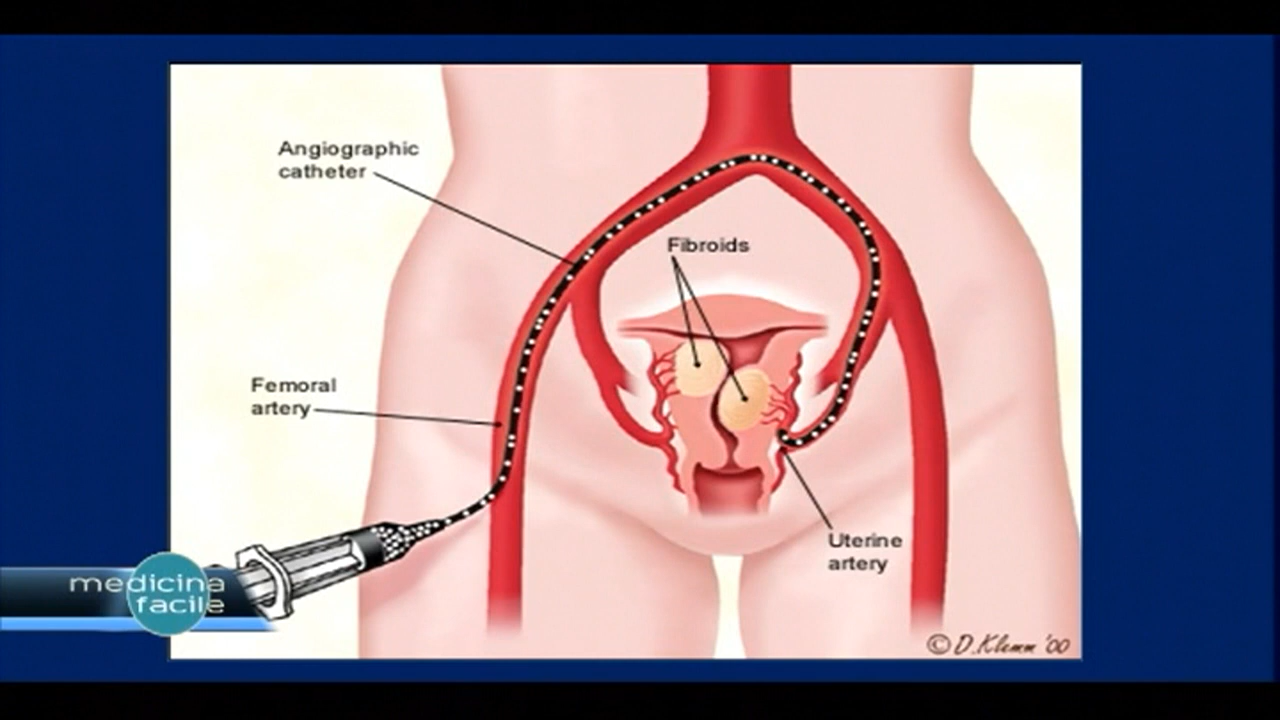 Angiographic
catheter
Fibroids
Femoral
artery
Uterine
artery
medicina
facile
© D.Klemm '00